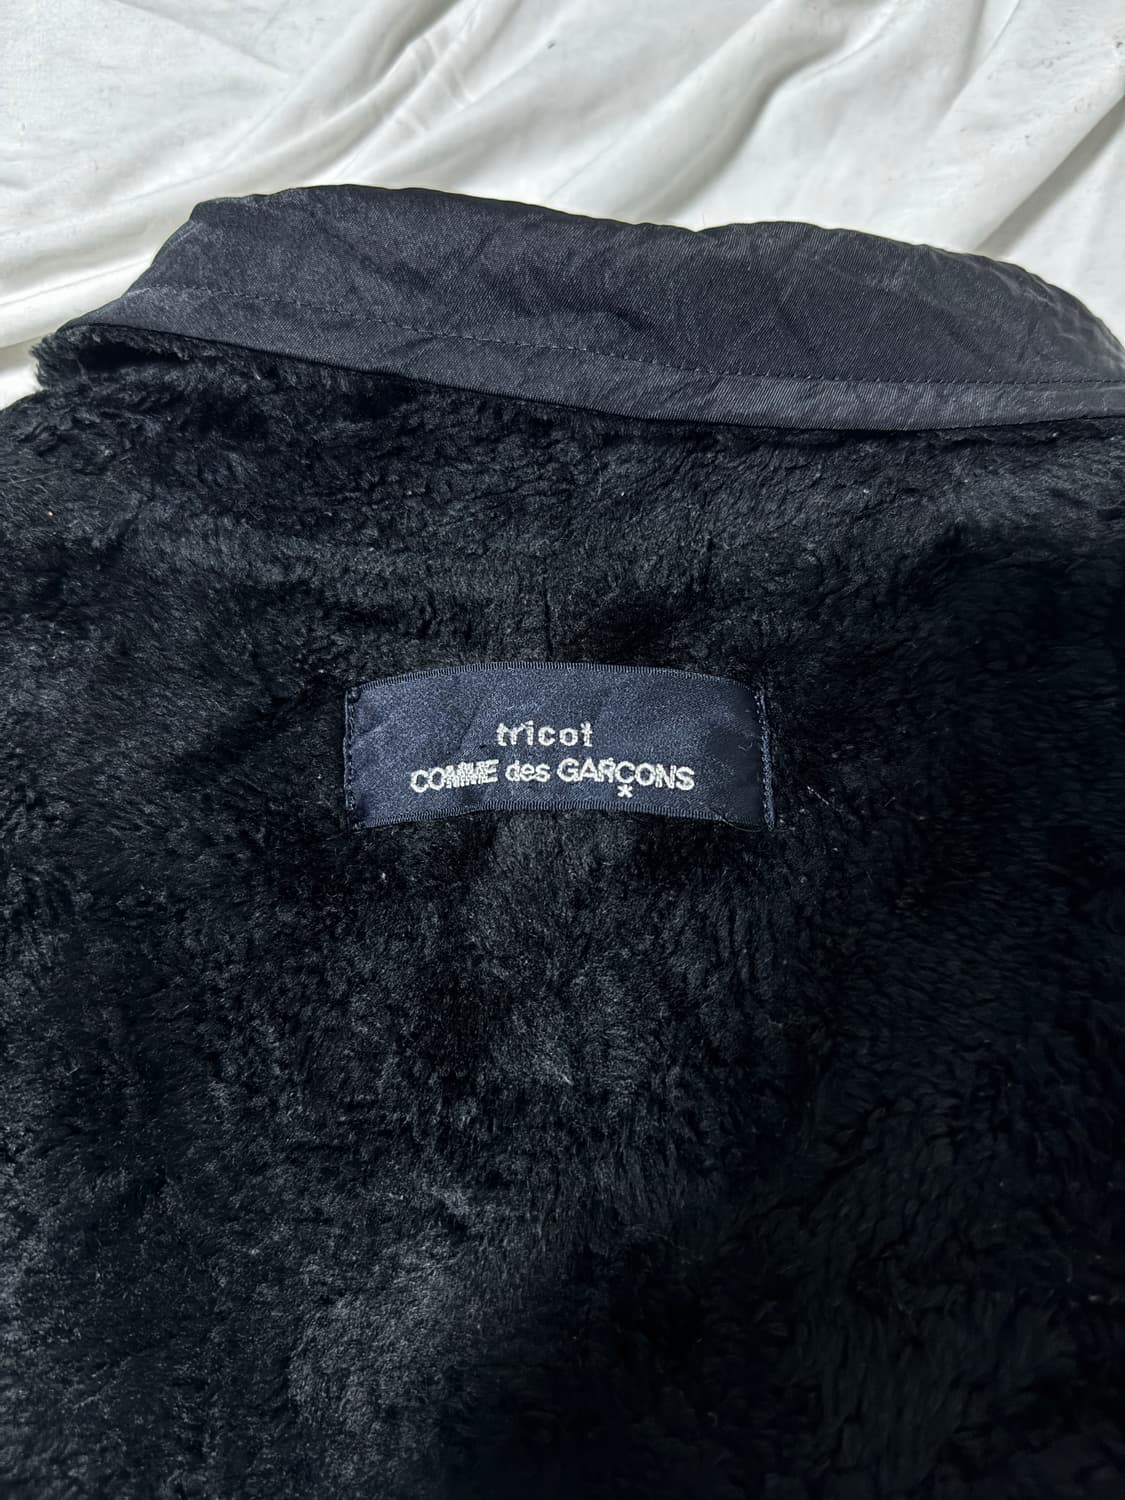 tricot
COMME des GARÇONS
*